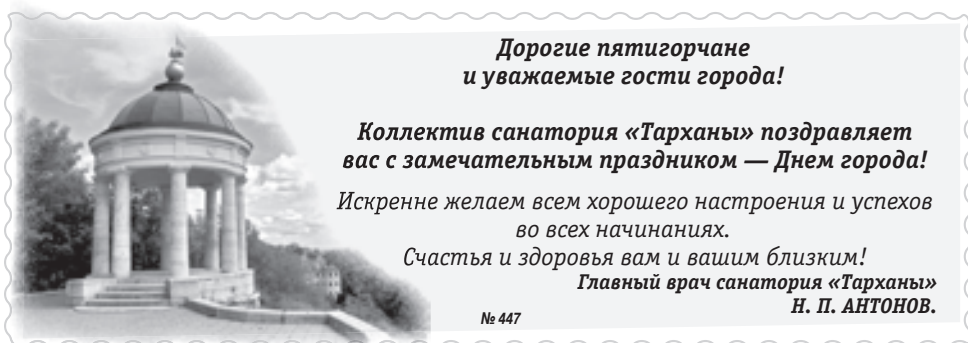 Дорогие пятигорчане
и уважаемые гости города!
Коллектив санатория «Тарханы» поздравляет
вас с замечательным праздником — Днем города!
Искренне желаем всем хорошего настроения и успехов
во всех начинаниях.
Счастья и здоровья вам и вашим близким!
Главный врач санатория «Тарханы»
Н. П. АНТОНОВ.
№ 447